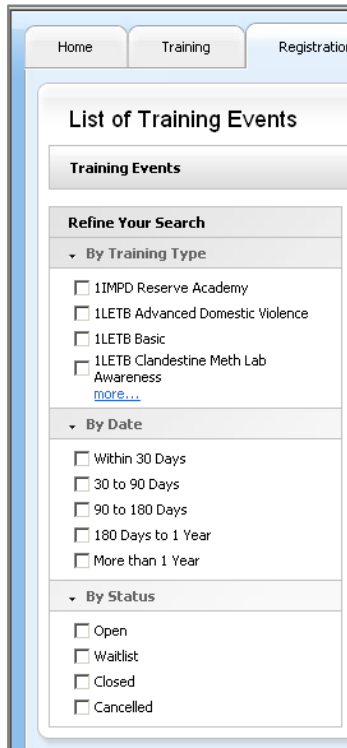 Home Training Registratio
List of Training Events
Training Events
Refine Your Search
By Training Type
1IMPD Reserve Academy
1LETB Advanced Domestic Violence
1LETB Basic
1LETB Clandestine Meth Lab
Awareness
more...
By Date
Within 30 Days
30 to 90 Days
90 to 180 Days
180 Days to 1 Year
More than 1 Year
By Status
Open
Waitlist
Closed
Cancelled